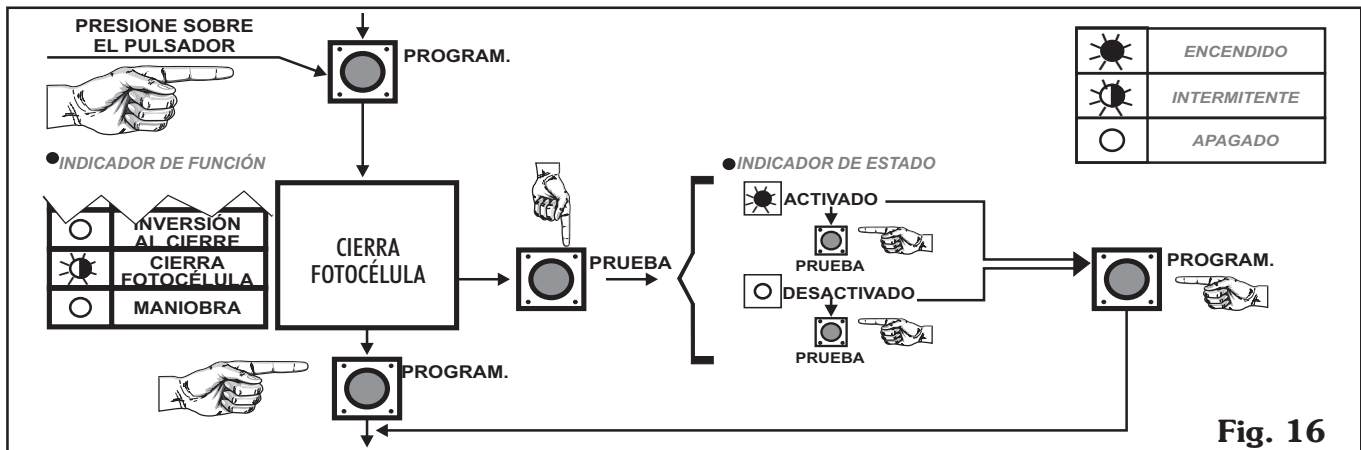 PRESIONE SOBRE
EL PULSADOR
PROGRAM.
ENCENDIDO
INTERMITENTE
APAGADO
INDICADOR DE FUNCIÓN
INVERSIÓN
AL CIERRE
CIERRA
FOTOCÉLULA
MANIOBRA
CIERRA
FOTOCÉLULA
PRUEBA
INDICADOR DE ESTADO
ACTIVADO
PRUEBA
DESACTIVADO
PRUEBA
PROGRAM.
PROGRAM.
Fig. 16